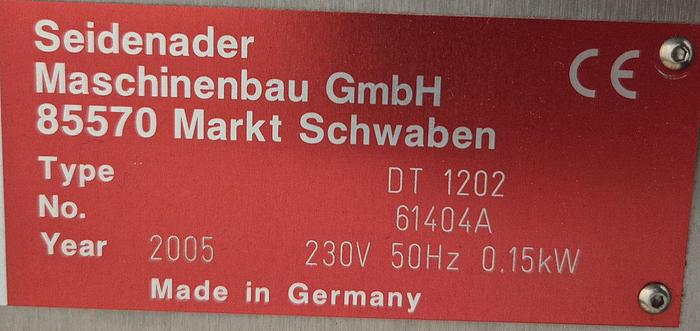 Seidenader
Maschinenbau GmbH CE
85570 Markt Schwaben
Type DT 1202
No. 61404A
Year 2005 230V 50Hz 0.15kW
Made in Germany